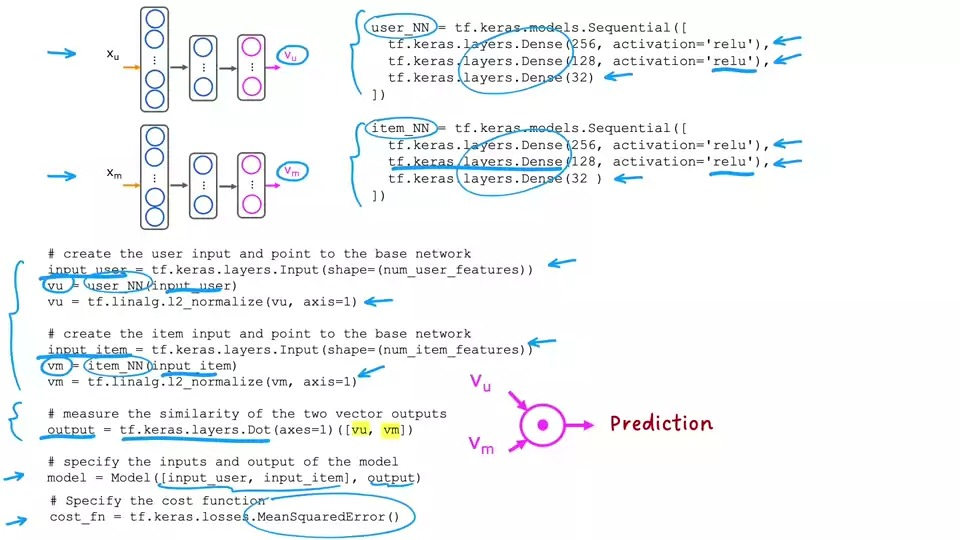 x_u
v_u
user_NN = tf.keras.models.Sequential([
tf.keras.layers.Dense(256, activation='relu'),
tf.keras.layers.Dense(128, activation='relu'),
tf.keras.layers.Dense(32)
])
x_m
v_m
item_NN = tf.keras.models.Sequential([
tf.keras.layers.Dense(256, activation='relu'),
tf.keras.layers.Dense(128, activation='relu'),
tf.keras.layers.Dense(32 )
])
# create the user input and point to the base network
input_user = tf.keras.layers.Input(shape=(num_user_features))
vu = user_NN(input_user)
vu = tf.linalg.l2_normalize(vu, axis=1)
# create the item input and point to the base network
input_item = tf.keras.layers.Input(shape=(num_item_features))
vm = item_NN(input_item)
vm = tf.linalg.l2_normalize(vm, axis=1)
# measure the similarity of the two vector outputs
output = tf.keras.layers.Dot(axes=1)([vu, vm])
# specify the inputs and output of the model
model = Model([input_user, input_item], output)
# Specify the cost function
cost_fn = tf.keras.losses.MeanSquaredError()
v_u
v_m
Prediction